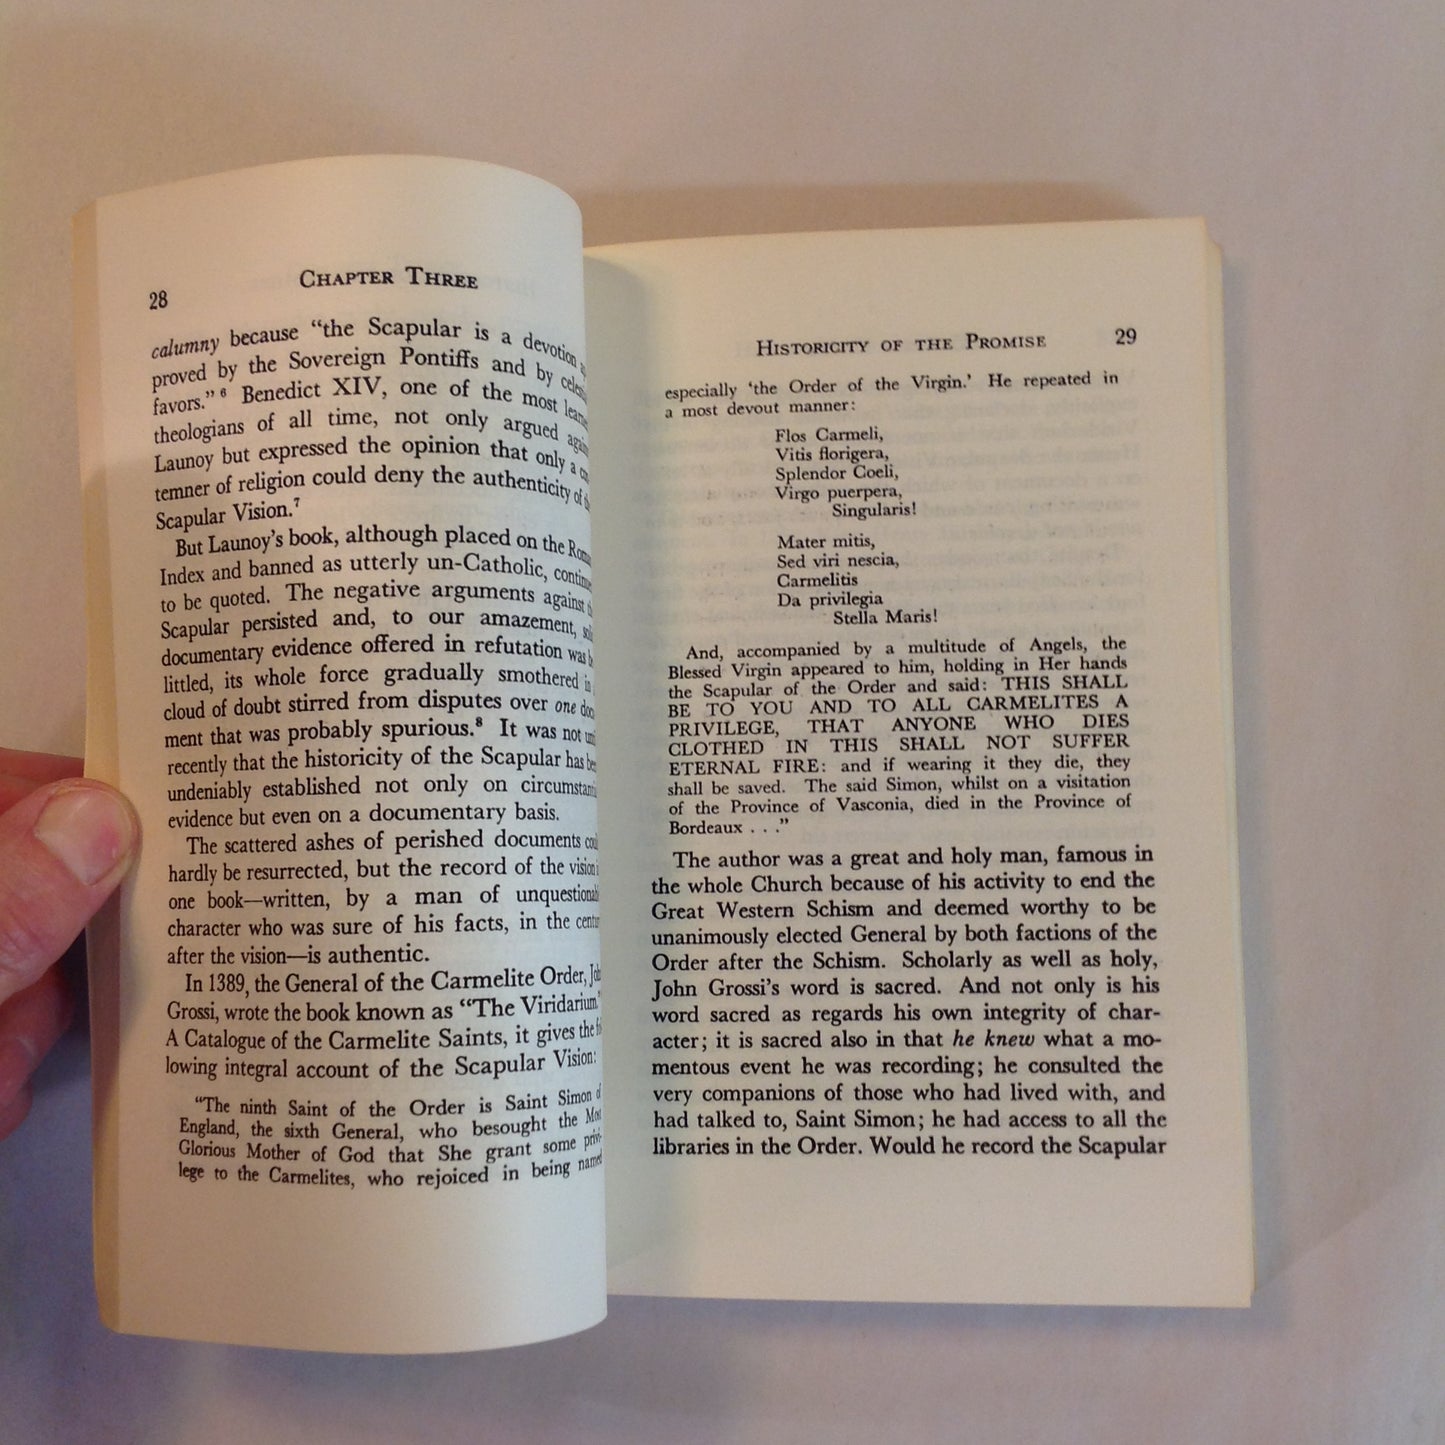 28
CHAPTER THREE
calumny because "the Scapular is a devotion
proved by the Sovereign Pontiffs and by
favors."⁶ Benedict XIV, one of the most
theologians of all time, not only argued
Launoy but expressed the opinion that only a
temner of religion could deny the authenticity of
Scapular Vision.⁷
But Launoy's book, although placed on the
Index and banned as utterly un-Catholic,
to be quoted. The negative arguments against
Scapular persisted and, to our amazement,
documentary evidence offered in refutation was
littled, its whole force gradually smothered in
cloud of doubt stirred from disputes over one
ment that was probably spurious.⁸ It was not
recently that the historicity of the Scapular has
undeniably established not only on
evidence but even on a documentary basis.
The scattered ashes of perished documents
hardly be resurrected, but the record of the vision
one book—written, by a man of
character who was sure of his facts, in the
after the vision—is authentic.
In 1389, the General of the Carmelite Order,
Grossi, wrote the book known as "The Viridarium"
A Catalogue of the Carmelite Saints, it gives the
lowing integral account of the Scapular Vision:
"The ninth Saint of the Order is Saint Simon of
England, the sixth General, who besought the Most
Glorious Mother of God that She grant some privi-
lege to the Carmelites, who rejoiced in being named
HISTORICITY OF THE PROMISE
29
especially 'the Order of the Virgin.' He repeated in
a most devout manner:
Flos Carmeli,
Vitis florigera,
Splendor Coeli,
Virgo puerpera,
Singularis!
Mater mitis,
Sed viri nescia,
Carmelitis
Da privilegia
Stella Maris!
And, accompanied by a multitude of Angels, the
Blessed Virgin appeared to him, holding in Her hands
the Scapular of the Order and said: THIS SHALL
BE TO YOU AND TO ALL CARMELITES A
PRIVILEGE, THAT ANYONE WHO DIES
CLOTHED IN THIS SHALL NOT SUFFER
ETERNAL FIRE: and if wearing it they die, they
shall be saved. The said Simon, whilst on a visitation
of the Province of Vasconia, died in the Province of
Bordeaux . . ."
The author was a great and holy man, famous in
the whole Church because of his activity to end the
Great Western Schism and deemed worthy to be
unanimously elected General by both factions of the
Order after the Schism. Scholarly as well as holy,
John Grossi's word is sacred. And not only is his
word sacred as regards his own integrity of char-
acter; it is sacred also in that he knew what a mo-
mentous event he was recording; he consulted the
very companions of those who had lived with, and
had talked to, Saint Simon; he had access to all the
libraries in the Order. Would he record the Scapular